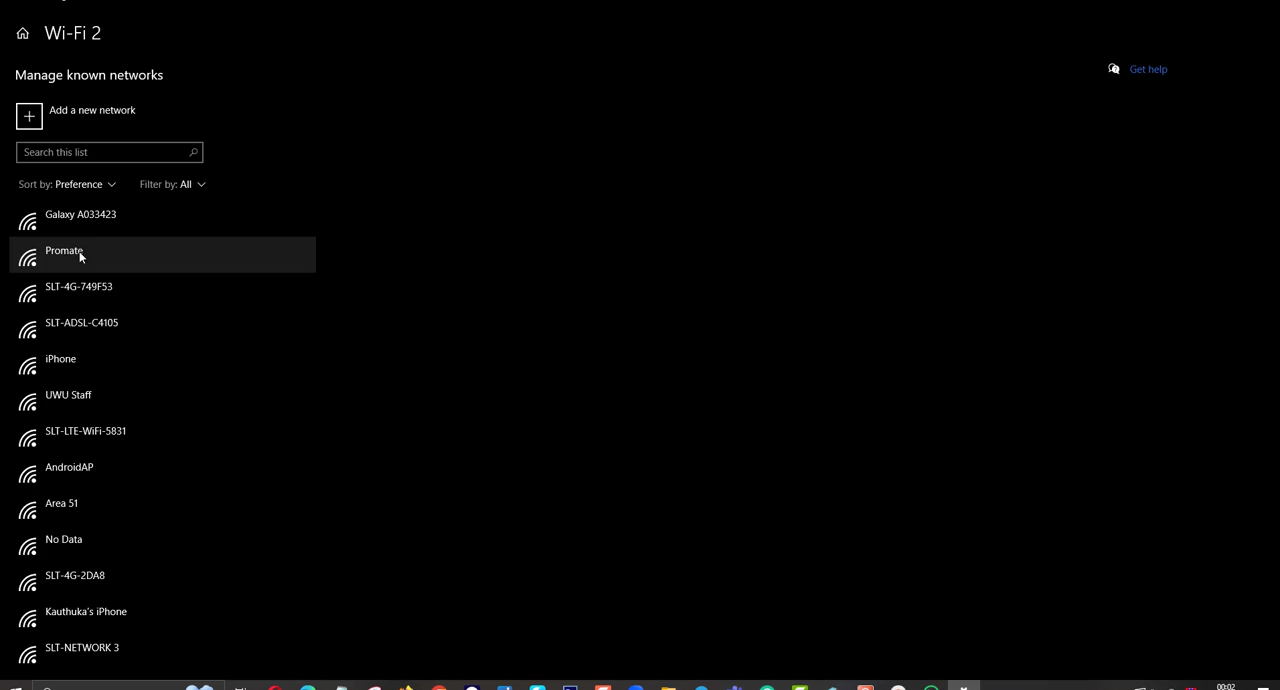 Wi-Fi 2
Manage known networks
Get help
Add a new network
Search this list
Sort by: Preference
Filter by: All
Galaxy A033423
Promate
SLT-4G-749F53
SLT-ADSL-C4105
iPhone
UWU Staff
SLT-LTE-WiFi-5831
AndroidAP
Area 51
No Data
SLT-4G-2DA8
Kauthuka's iPhone
SLT-NETWORK 3
00:02